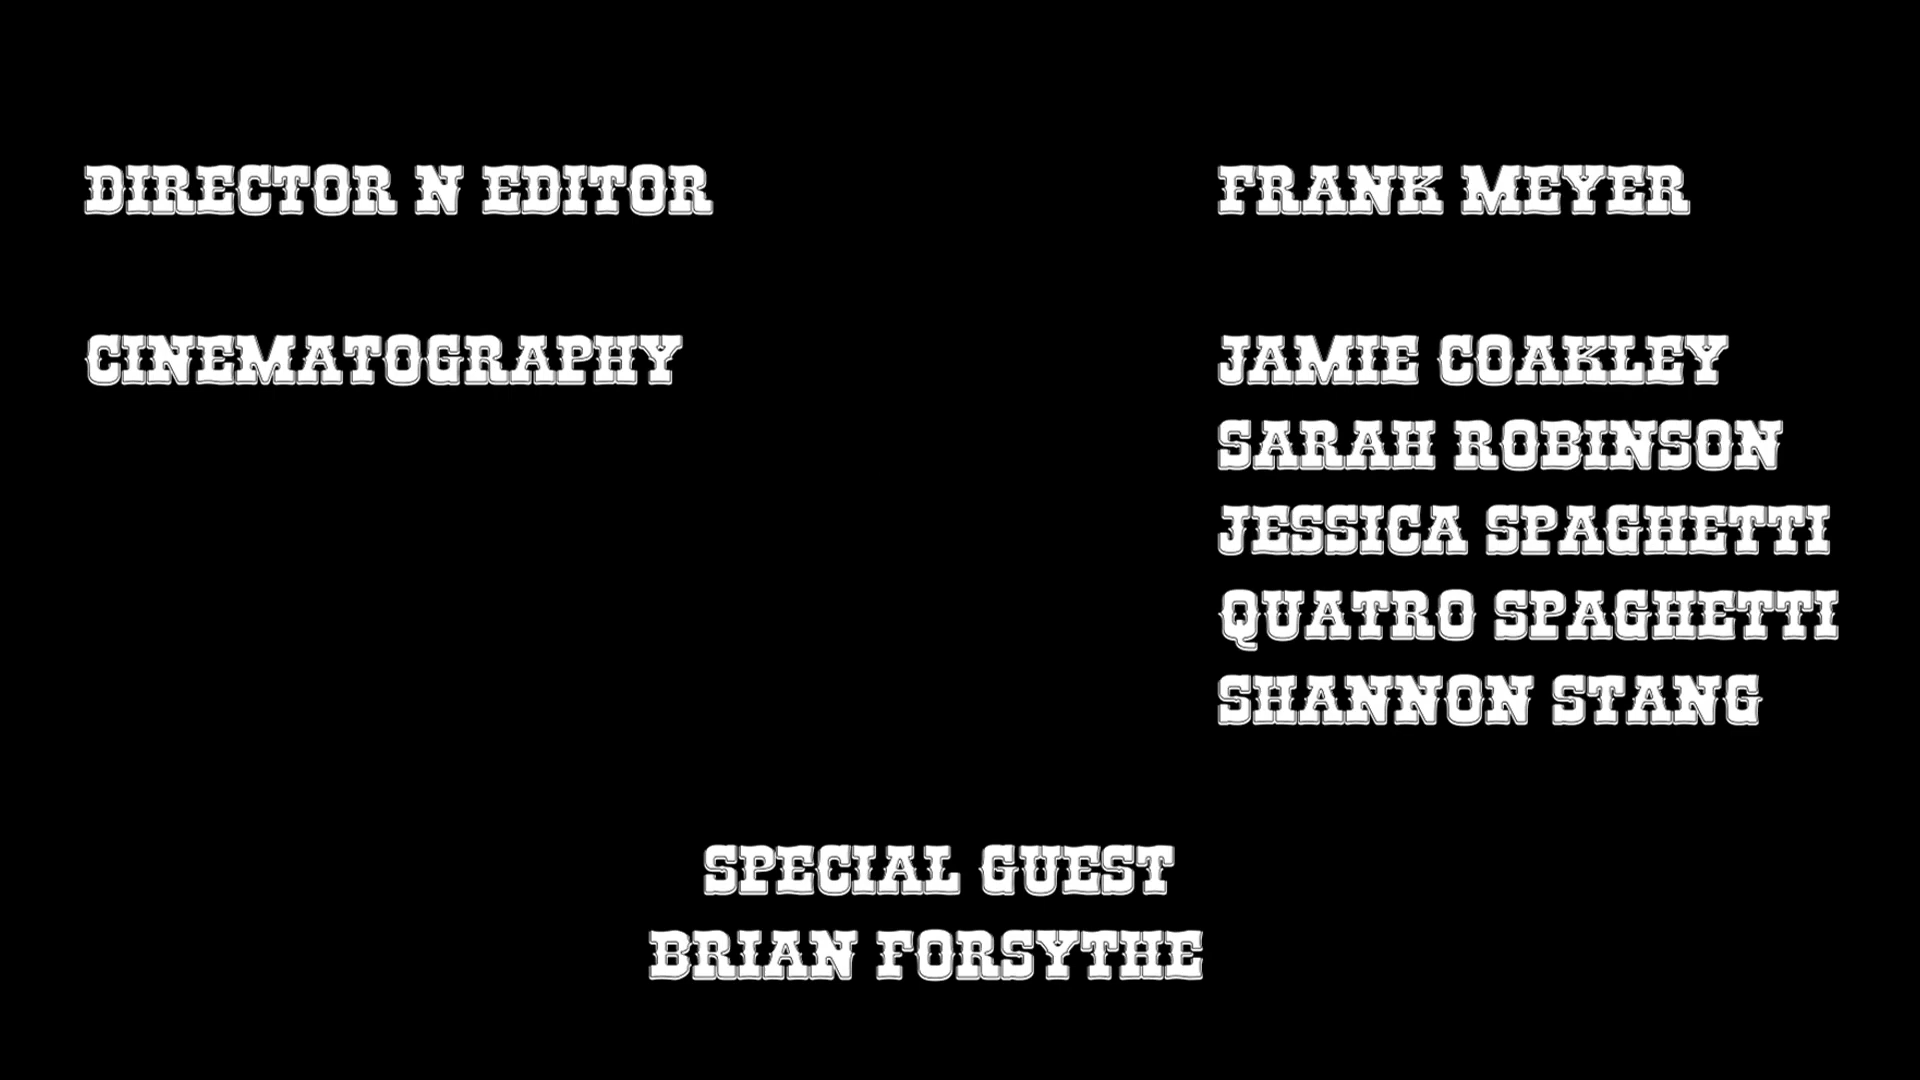 DIRECTOR N EDITOR FRANK MEYER
CINEMATOGRAPHY JAMIE COAKLEY
SARAH ROBINSON
JESSICA SPAGHETTI
QUATRO SPAGHETTI
SHANNON STANG
SPECIAL GUEST
BRIAN FORSYTHE